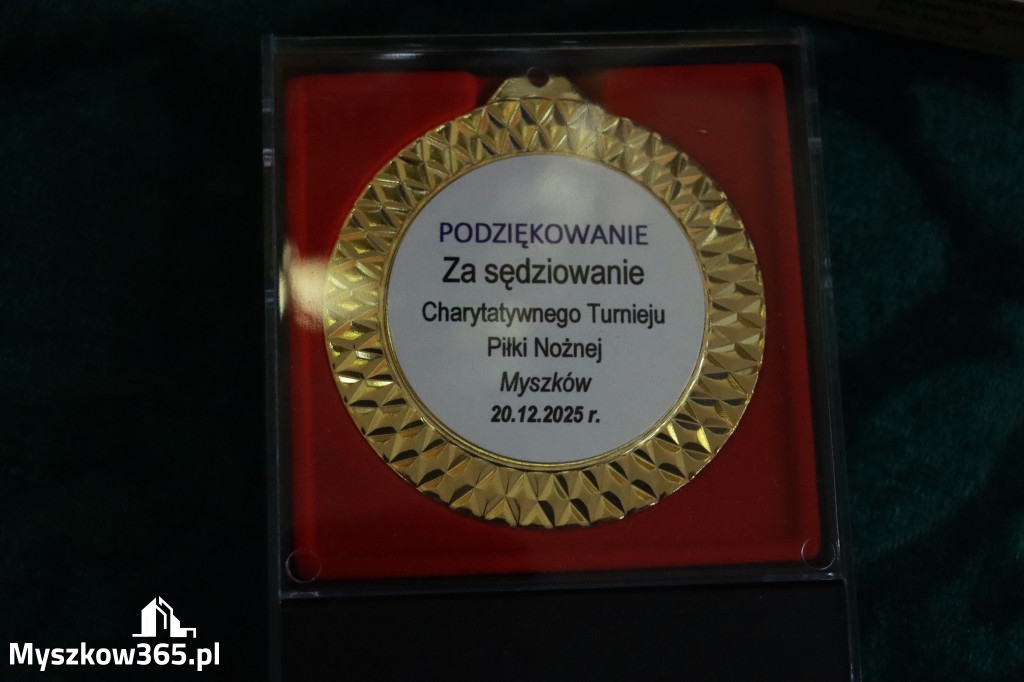 PODZIĘKOWANIE
Za sędziowanie
Charytatywnego Turnieju
Piłki Nożnej
Myszków
20.12.2025 r.
Myszkow365.pl